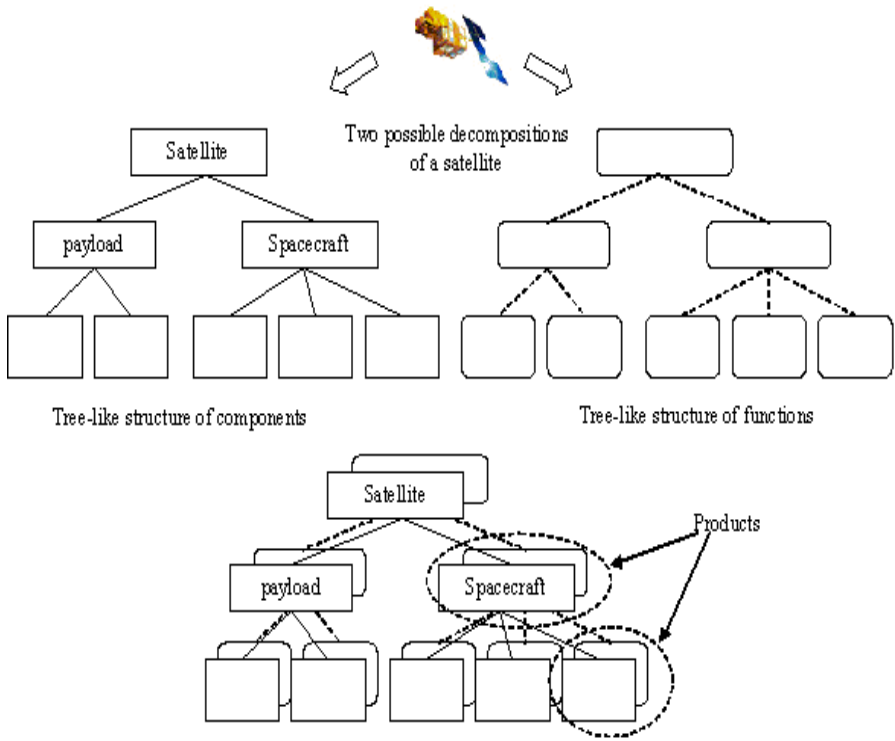 Two possible decompositions
of a satellite
Satellite
payload
Spacecraft
Tree-like structure of components
Tree-like structure of functions
Satellite
Products
payload
Spacecraft